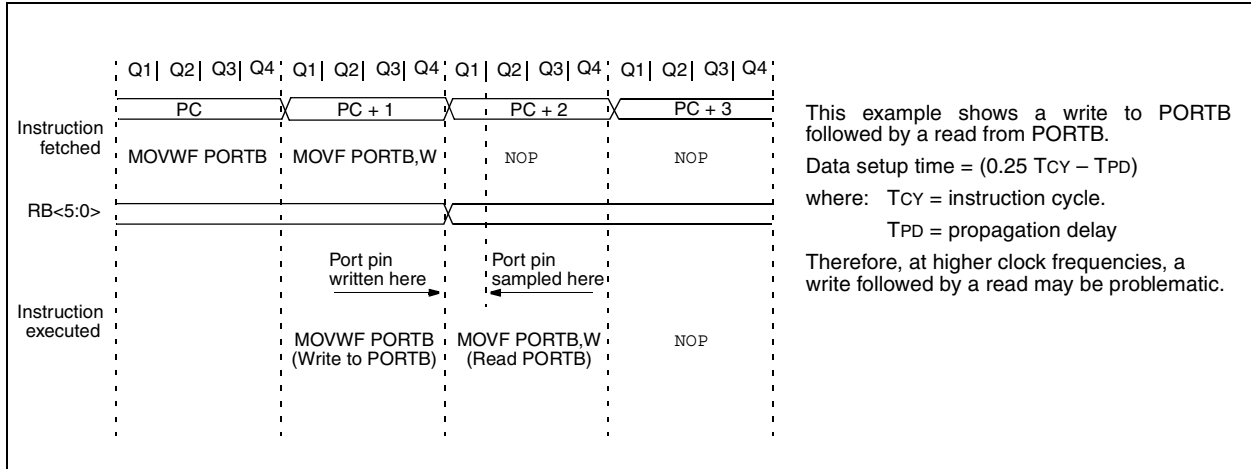 Q1| Q2| Q3| Q4 Q1| Q2| Q3| Q4 Q1| Q2| Q3| Q4 Q1| Q2| Q3| Q4
PC PC + 1 PC + 2 PC + 3
Instruction
fetched
MOVWF PORTB MOVF PORTB,W NOP NOP
RB<5:0>
Port pin
written here
Port pin
sampled here
Instruction
executed
MOVWF PORTB
(Write to PORTB)
MOVF PORTB,W
(Read PORTB)
NOP
This example shows a write to PORTB
followed by a read from PORTB.
Data setup time = (0.25 TCY – TPD)
where: TCY = instruction cycle.
TPD = propagation delay
Therefore, at higher clock frequencies, a
write followed by a read may be problematic.